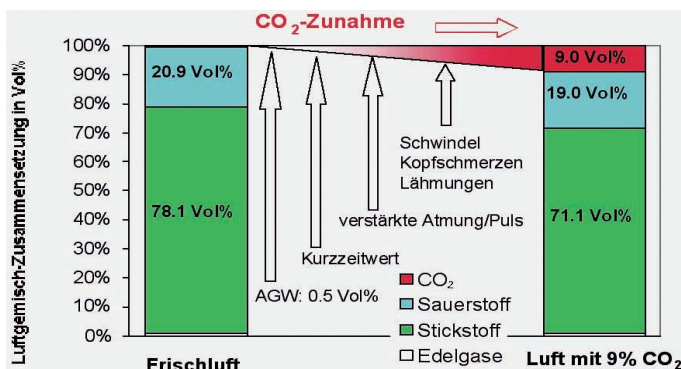 CO₂-Zunahme
Luftgemisch-Zusammensetzung in Vol%
100%
90%
80%
70%
60%
50%
40%
30%
20%
10%
0%
20.9 Vol%
78.1 Vol%
9.0 Vol%
19.0 Vol%
71.1 Vol%
Schwindel
Kopfschmerzen
Lähmungen
verstärkte Atmung/Puls
Kurzzeitwert
AGW: 0.5 Vol%
CO₂
Sauerstoff
Stickstoff
Edelgase
Frischluft
Luft mit 9% CO₂